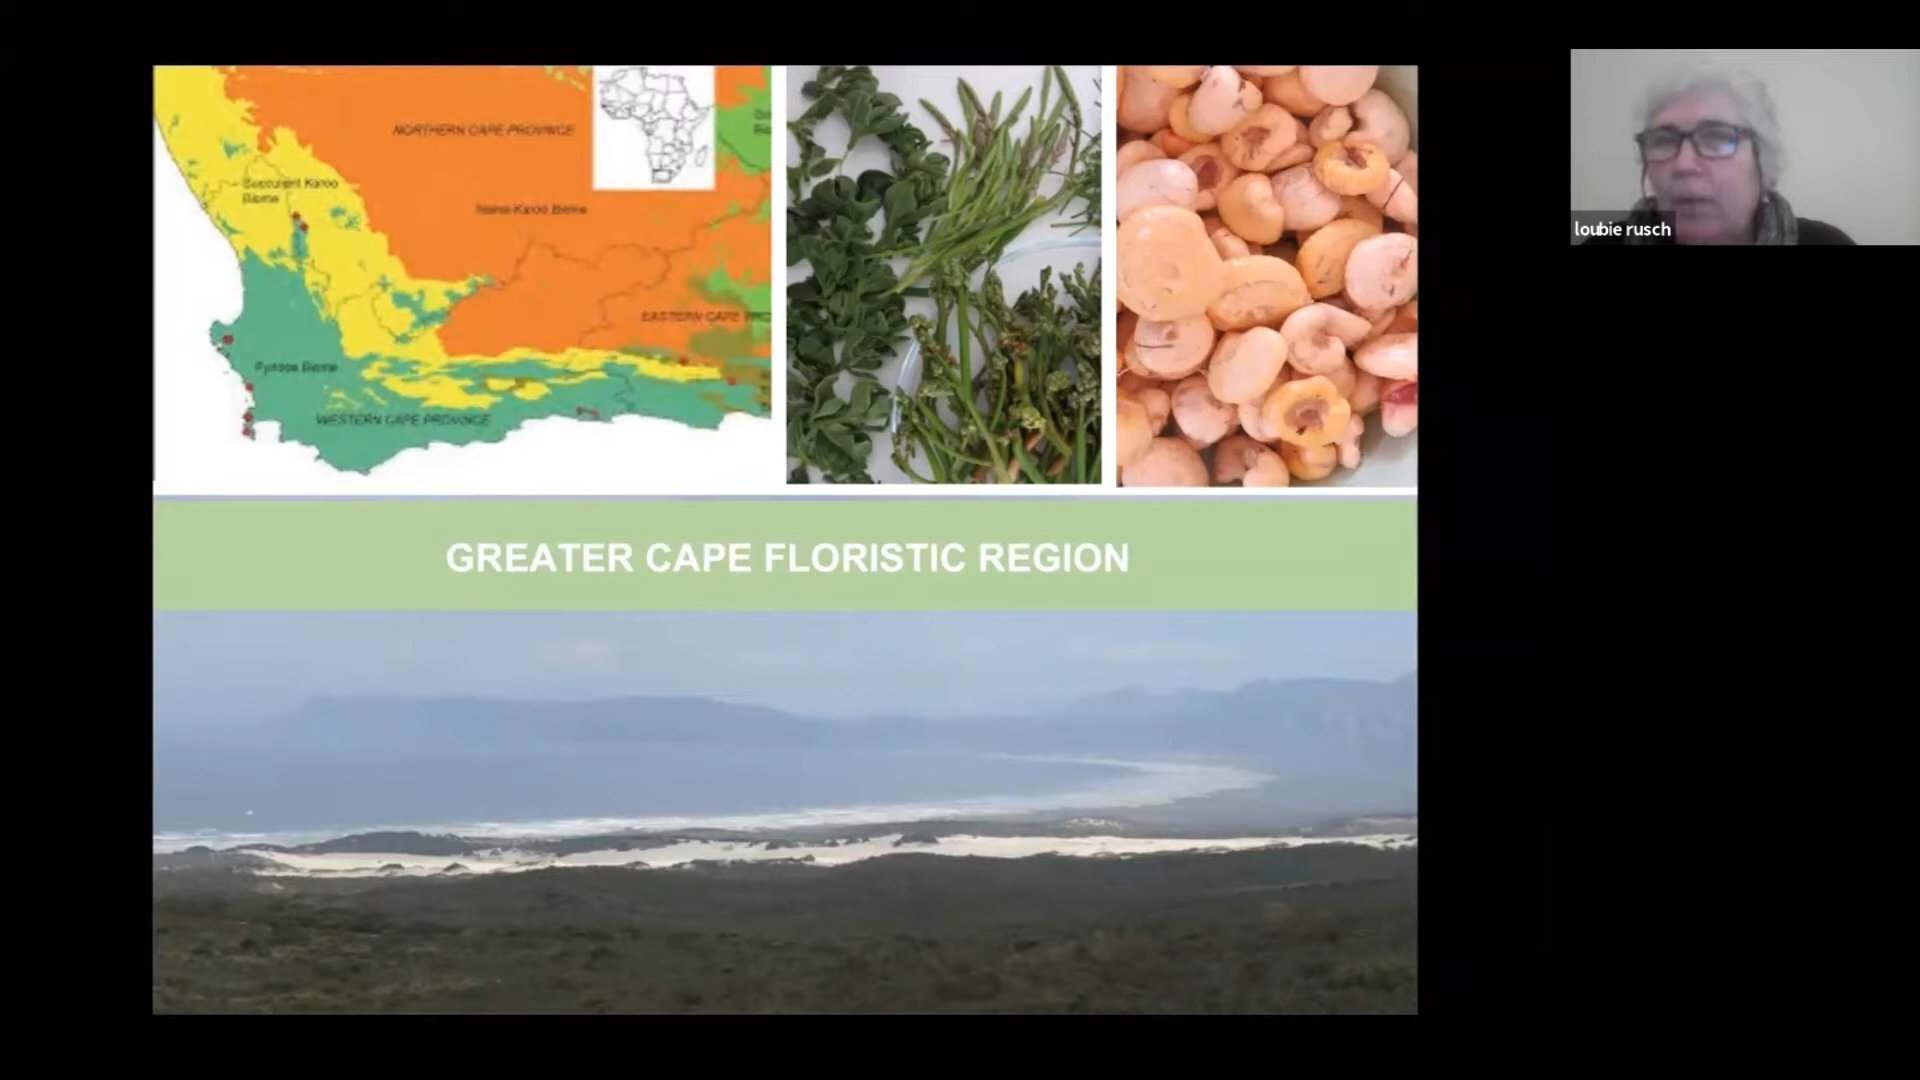 NORTHERN CAPE PROVINCE
Succulent Karoo
Biome
Nama-Karoo Biome
EASTERN CAPE PRO
Fynbos Biome
WESTERN CAPE PROVINCE
GREATER CAPE FLORISTIC REGION
loubie rusch